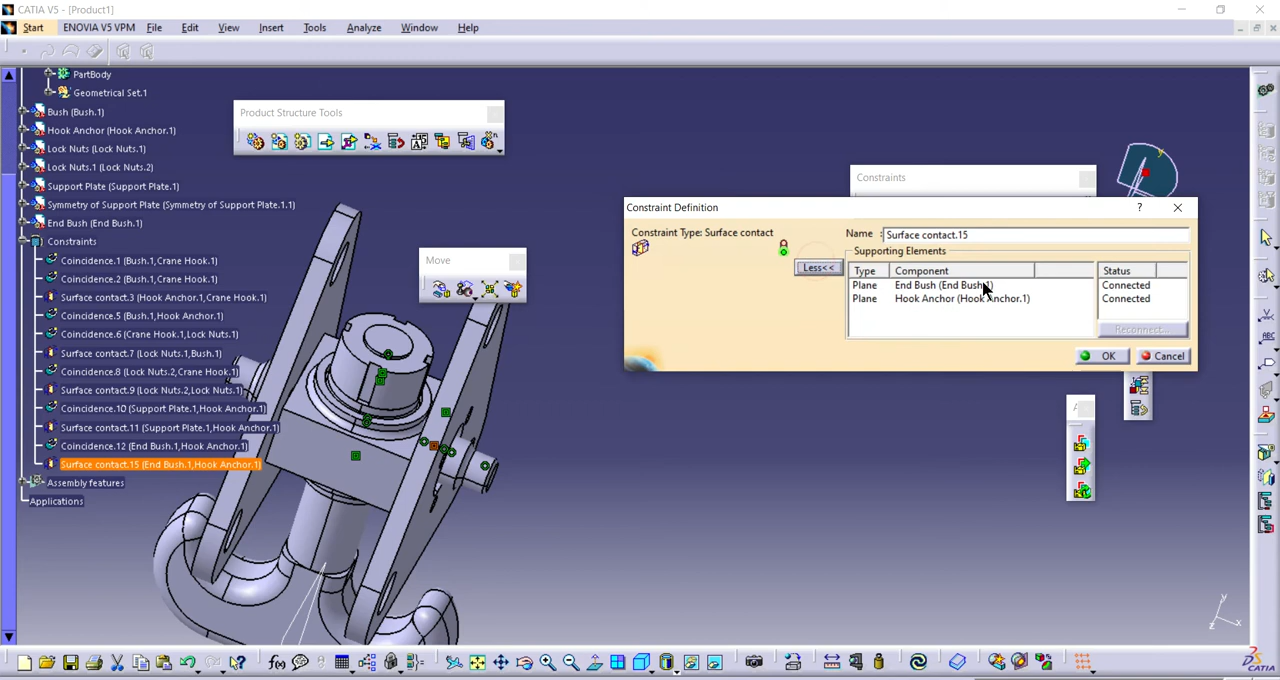 CATIA V5 - [Product1]
Start ENOVIA V5 VPM File Edit View Insert Tools Analyze Window Help
PartBody
Geometrical Set.1
Bush (Bush.1)
Hook Anchor (Hook Anchor.1)
Lock Nuts (Lock Nuts.1)
Lock Nuts.1 (Lock Nuts.2)
Support Plate (Support Plate.1)
Symmetry of Support Plate (Symmetry of Support Plate.1.1)
End Bush (End Bush.1)
Constraints
Coincidence.1 (Bush.1,Crane Hook.1)
Coincidence.2 (Bush.1,Crane Hook.1)
Surface contact.3 (Hook Anchor.1,Crane Hook.1)
Coincidence.5 (Bush.1,Hook Anchor.1)
Coincidence.6 (Crane Hook.1,Lock Nuts.1)
Surface contact.7 (Lock Nuts.1,Bush.1)
Coincidence.8 (Lock Nuts.2,Crane Hook.1)
Surface contact.9 (Lock Nuts.2,Lock Nuts.1)
Coincidence.10 (Support Plate.1,Hook Anchor.1)
Surface contact.11 (Support Plate.1,Hook Anchor.1)
Coincidence.12 (End Bush.1,Hook Anchor.1)
Surface contact.15 (End Bush.1,Hook Anchor.1)
Assembly features
Applications
Product Structure Tools
Move
Constraints
Constraint Definition
? 
Constraint Type: Surface contact
Name : Surface contact.15
Supporting Elements
Less<<
Type Component Status
Plane End Bush (End Bush.1) Connected
Plane Hook Anchor (Hook Anchor.1) Connected
Reconnect...
OK Cancel
y
y
z x
f(x)
CATIA